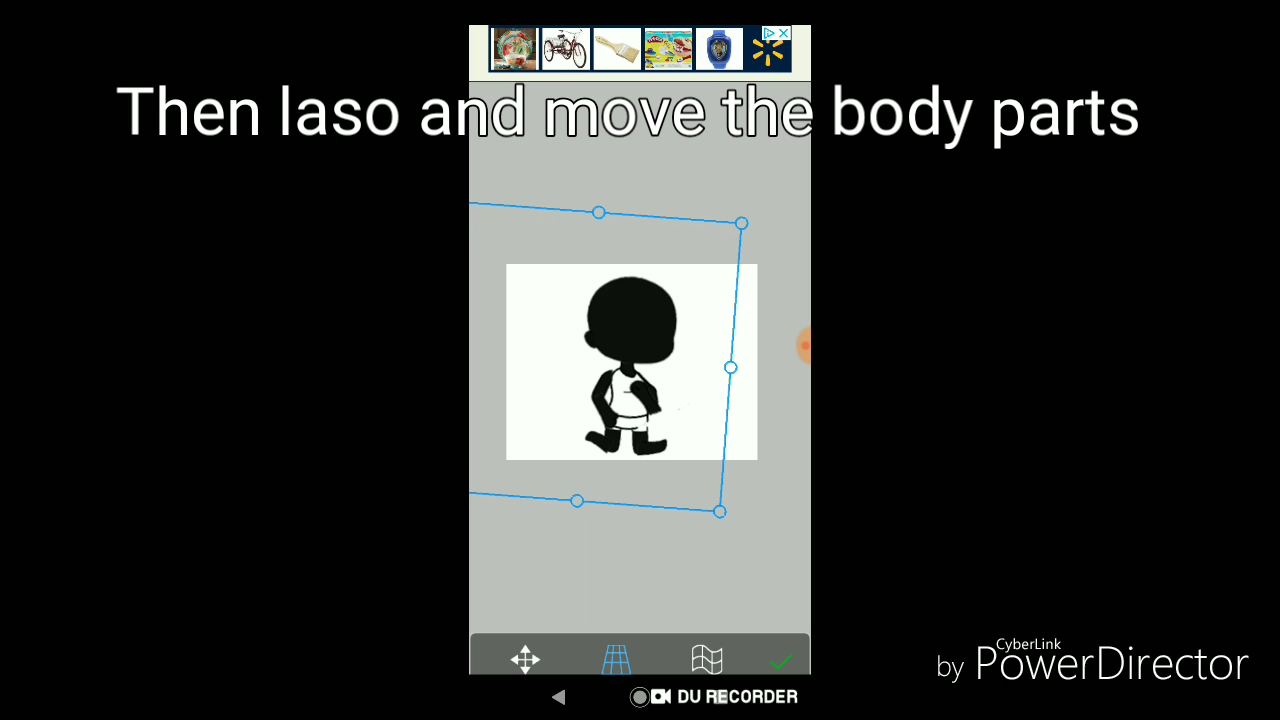 Then laso and move the body parts
CyberLink
by PowerDirector
DU RECORDER